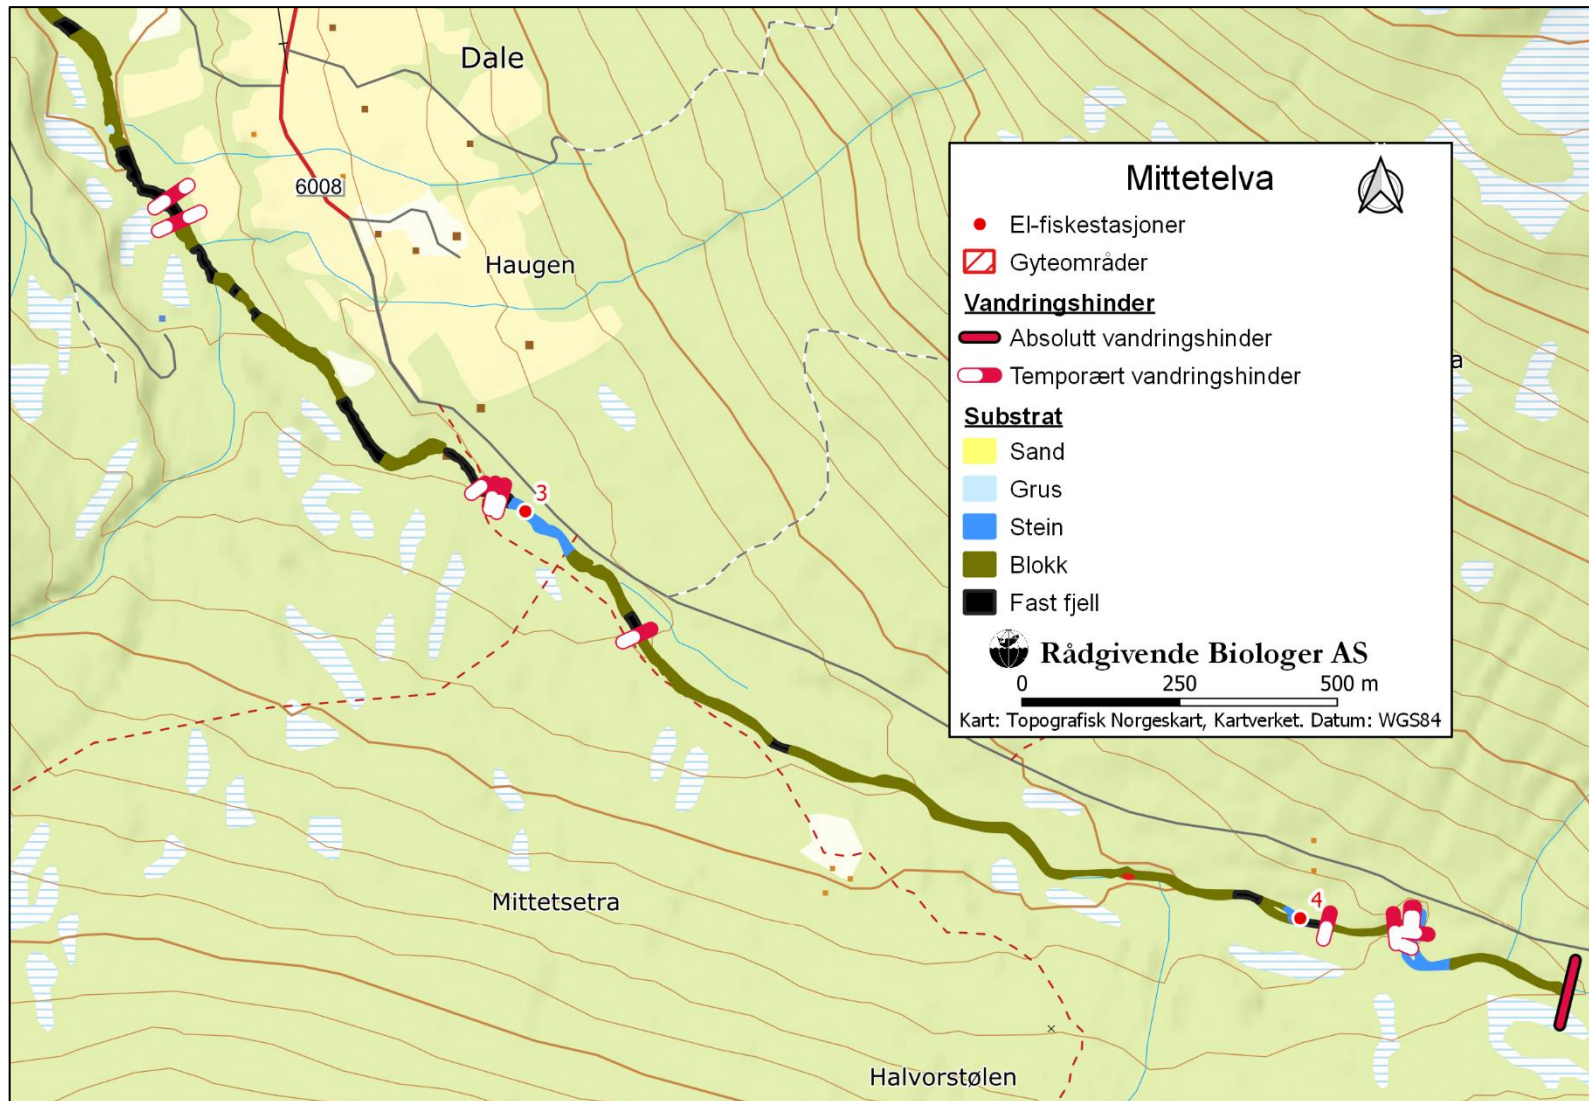 Dale
6008
Haugen
3
Mittetsetra
4
Halvorstølen
a
Mittetelva
El-fiskestasjoner
Gyteområder
Vandringshinder
Absolutt vandringshinder
Temporært vandringshinder
Substrat
Sand
Grus
Stein
Blokk
Fast fjell
Rådgivende Biologer AS
0 250 500 m
Kart: Topografisk Norgeskart, Kartverket. Datum: WGS84